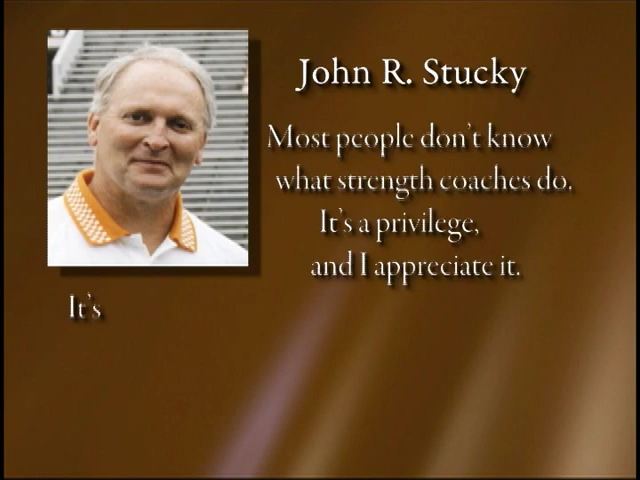 John R. Stucky
Most people don't know
what strength coaches do.
It's a privilege,
and I appreciate it.
It's